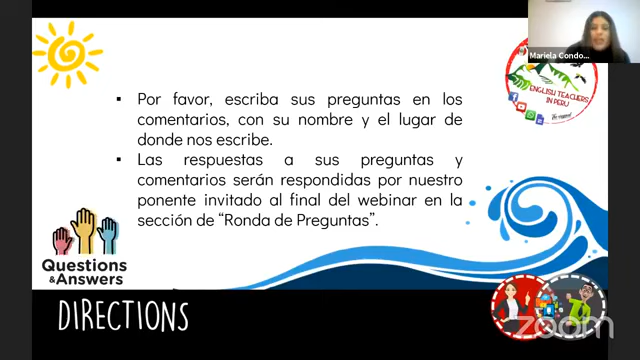 Mariela Condo...
ENGLISH TEACHERS
IN PERU
▪ Por favor, escriba sus preguntas en los
comentarios, con su nombre y el lugar de
donde nos escribe.
▪ Las respuestas a sus preguntas y
comentarios serán respondidas por nuestro
ponente invitado al final del webinar en la
sección de “Ronda de Preguntas”.
Questions
&Answers
DIRECTIONS
zoom